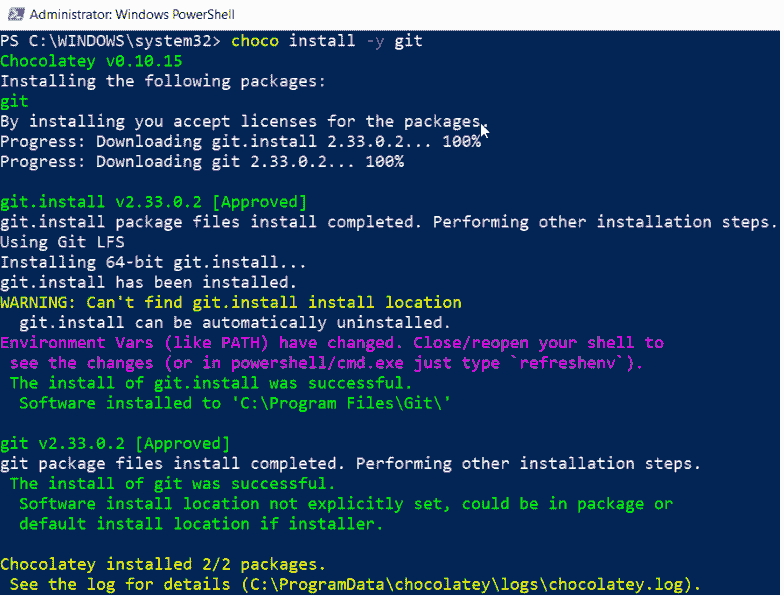 Administrator: Windows PowerShell
PS C:\WINDOWS\system32> choco install -y git
Chocolatey v0.10.15
Installing the following packages:
git
By installing you accept licenses for the packages.
Progress: Downloading git.install 2.33.0.2... 100%
Progress: Downloading git 2.33.0.2... 100%

git.install v2.33.0.2 [Approved]
git.install package files install completed. Performing other installation steps.
Using Git LFS
Installing 64-bit git.install...
git.install has been installed.
WARNING: Can't find git.install install location
  git.install can be automatically uninstalled.
Environment Vars (like PATH) have changed. Close/reopen your shell to
 see the changes (or in powershell/cmd.exe just type `refreshenv`).
 The install of git.install was successful.
  Software installed to 'C:\Program Files\Git\'

git v2.33.0.2 [Approved]
git package files install completed. Performing other installation steps.
 The install of git was successful.
  Software install location not explicitly set, could be in package or
  default install location if installer.

Chocolatey installed 2/2 packages.
 See the log for details (C:\ProgramData\chocolatey\logs\chocolatey.log).